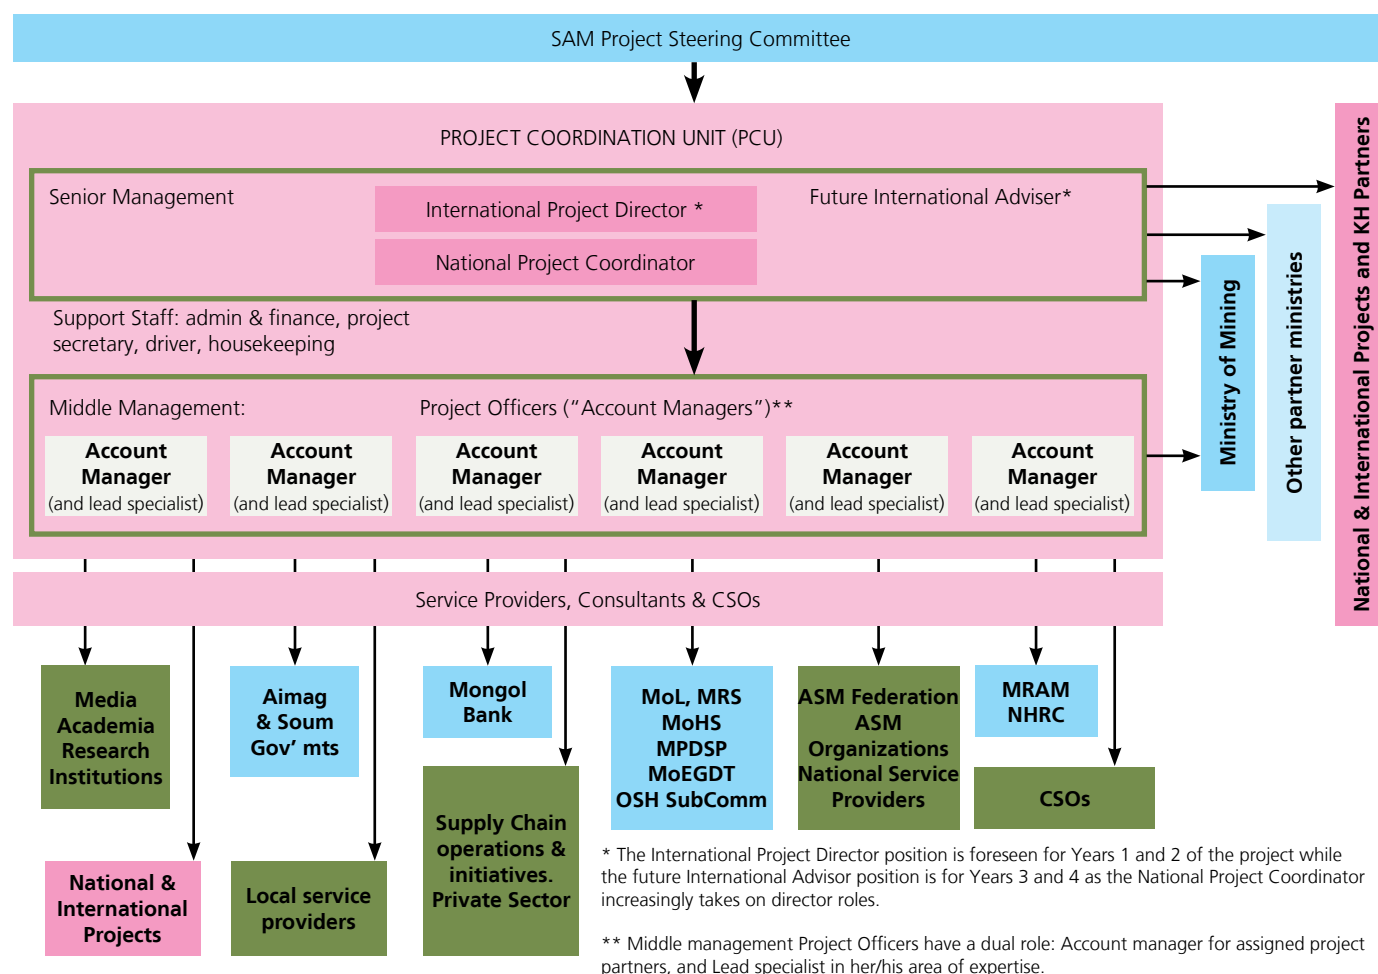 SAM Project Steering Committee
PROJECT COORDINATION UNIT (PCU)
Senior Management
International Project Director *
Future International Adviser*
National Project Coordinator
Support Staff: admin & finance, project
secretary, driver, housekeeping
Middle Management:
Project Officers (“Account Managers”)**
Account
Manager
(and lead specialist)
Account
Manager
(and lead specialist)
Account
Manager
(and lead specialist)
Account
Manager
(and lead specialist)
Account
Manager
(and lead specialist)
Account
Manager
(and lead specialist)
Ministry of Mining
Other partner ministries
National & International Projects and KH Partners
Service Providers, Consultants & CSOs
Media
Academia
Research
Institutions
Aimag
& Soum
Gov’ mts
Mongol
Bank
MoL, MRS
MoHS
MPDSP
MoEGDT
OSH SubComm
ASM Federation
ASM
Organizations
National Service
Providers
MRAM
NHRC
CSOs
National &
International
Projects
Local service
providers
Supply Chain
operations &
initiatives.
Private Sector
* The International Project Director position is foreseen for Years 1 and 2 of the project while
the future International Advisor position is for Years 3 and 4 as the National Project Coordinator
increasingly takes on director roles.
** Middle management Project Officers have a dual role: Account manager for assigned project
partners, and Lead specialist in her/his area of expertise.